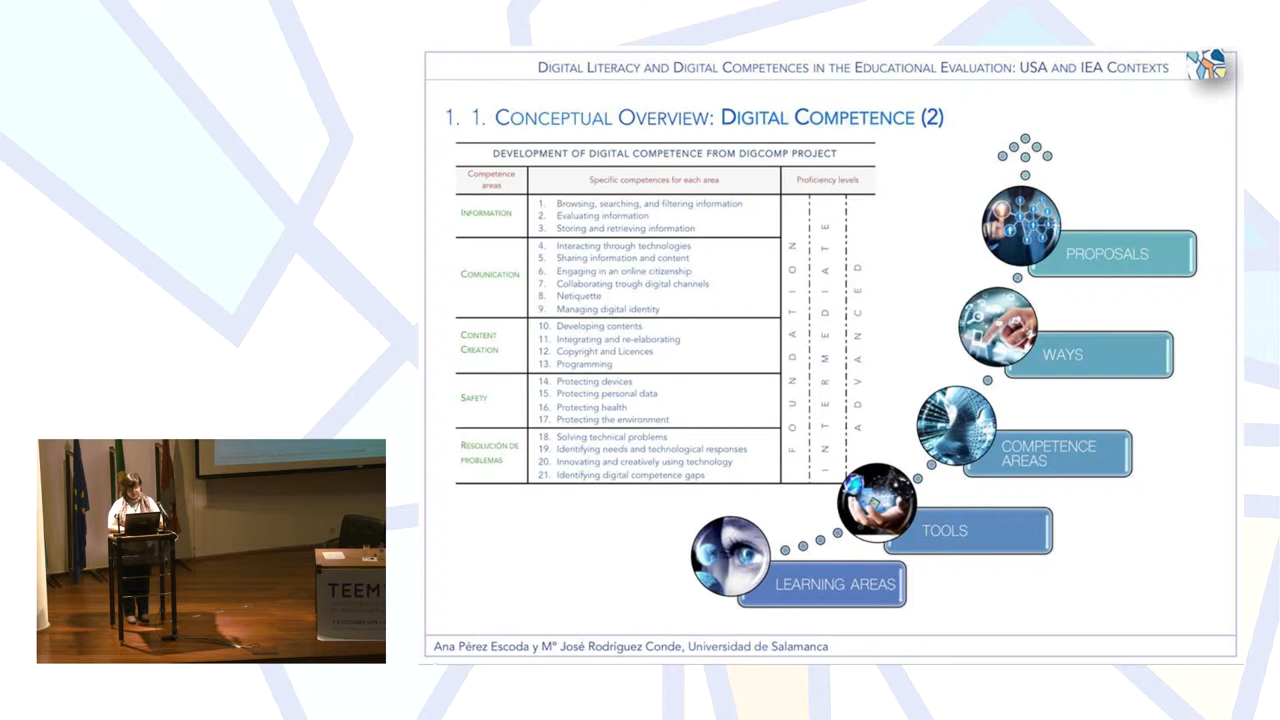 DIGITAL LITERACY AND DIGITAL COMPETENCES IN THE EDUCATIONAL EVALUATION: USA AND IEA CONTEXTS
1. 1. CONCEPTUAL OVERVIEW: DIGITAL COMPETENCE (2)
DEVELOPMENT OF DIGITAL COMPETENCE FROM DIGCOMP PROJECT
Competence areas
Specific competences for each area
Proficiency levels
INFORMATION
1. Browsing, searching, and filtering information
2. Evaluating information
3. Storing and retrieving information
COMUNICATION
4. Interacting through technologies
5. Sharing information and content
6. Engaging in an online citizenship
7. Collaborating trough digital channels
8. Netiquette
9. Managing digital identity
CONTENT CREATION
10. Developing contents
11. Integrating and re-elaborating
12. Copyright and Licences
13. Programming
SAFETY
14. Protecting devices
15. Protecting personal data
16. Protecting health
17. Protecting the environment
RESOLUCIÓN DE PROBLEMAS
18. Solving technical problems
19. Identifying needs and technological responses
20. Innovating and creatively using technology
21. Identifying digital competence gaps
FOUNDATION
INTERMEDIATE
ADVANCED
PROPOSALS
WAYS
COMPETENCE AREAS
TOOLS
LEARNING AREAS
Ana Pérez Escoda y Mº José Rodríguez Conde, Universidad de Salamanca
TEEM